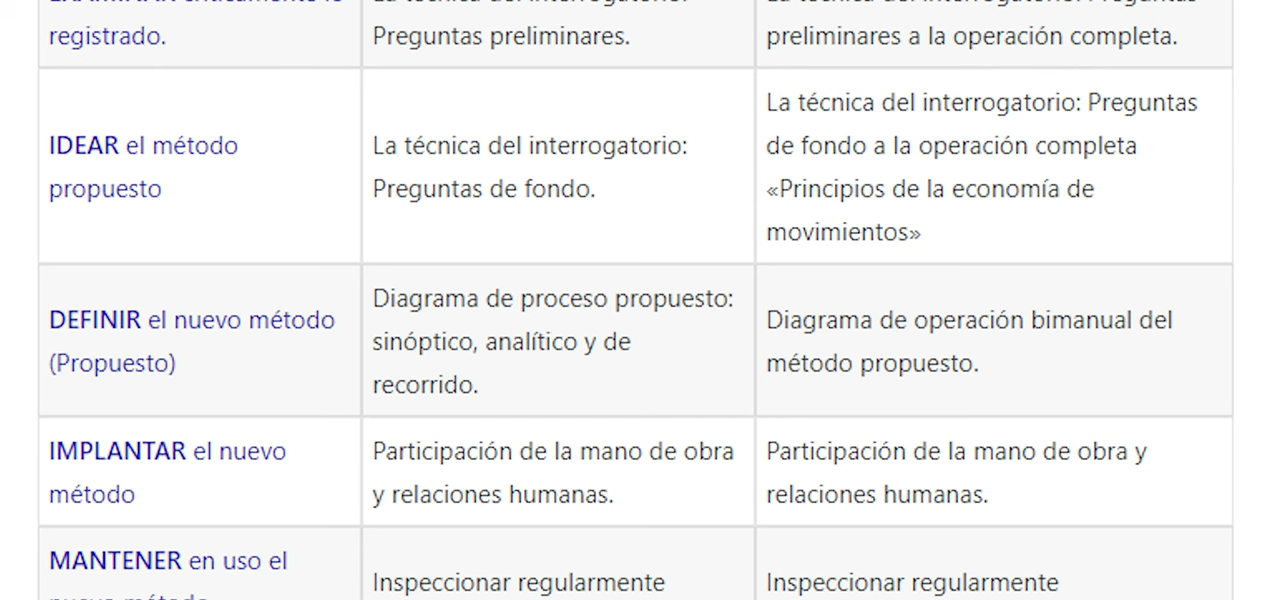 registrado.
Preguntas preliminares.
preliminares a la operación completa.
IDEAR el método
propuesto
La técnica del interrogatorio:
Preguntas de fondo.
La técnica del interrogatorio: Preguntas
de fondo a la operación completa
«Principios de la economía de
movimientos»
DEFINIR el nuevo método
(Propuesto)
Diagrama de proceso propuesto:
sinóptico, analítico y de
recorrido.
Diagrama de operación bimanual del
método propuesto.
IMPLANTAR el nuevo
método
Participación de la mano de obra
y relaciones humanas.
Participación de la mano de obra y
relaciones humanas.
MANTENER en uso el
Inspeccionar regularmente
Inspeccionar regularmente